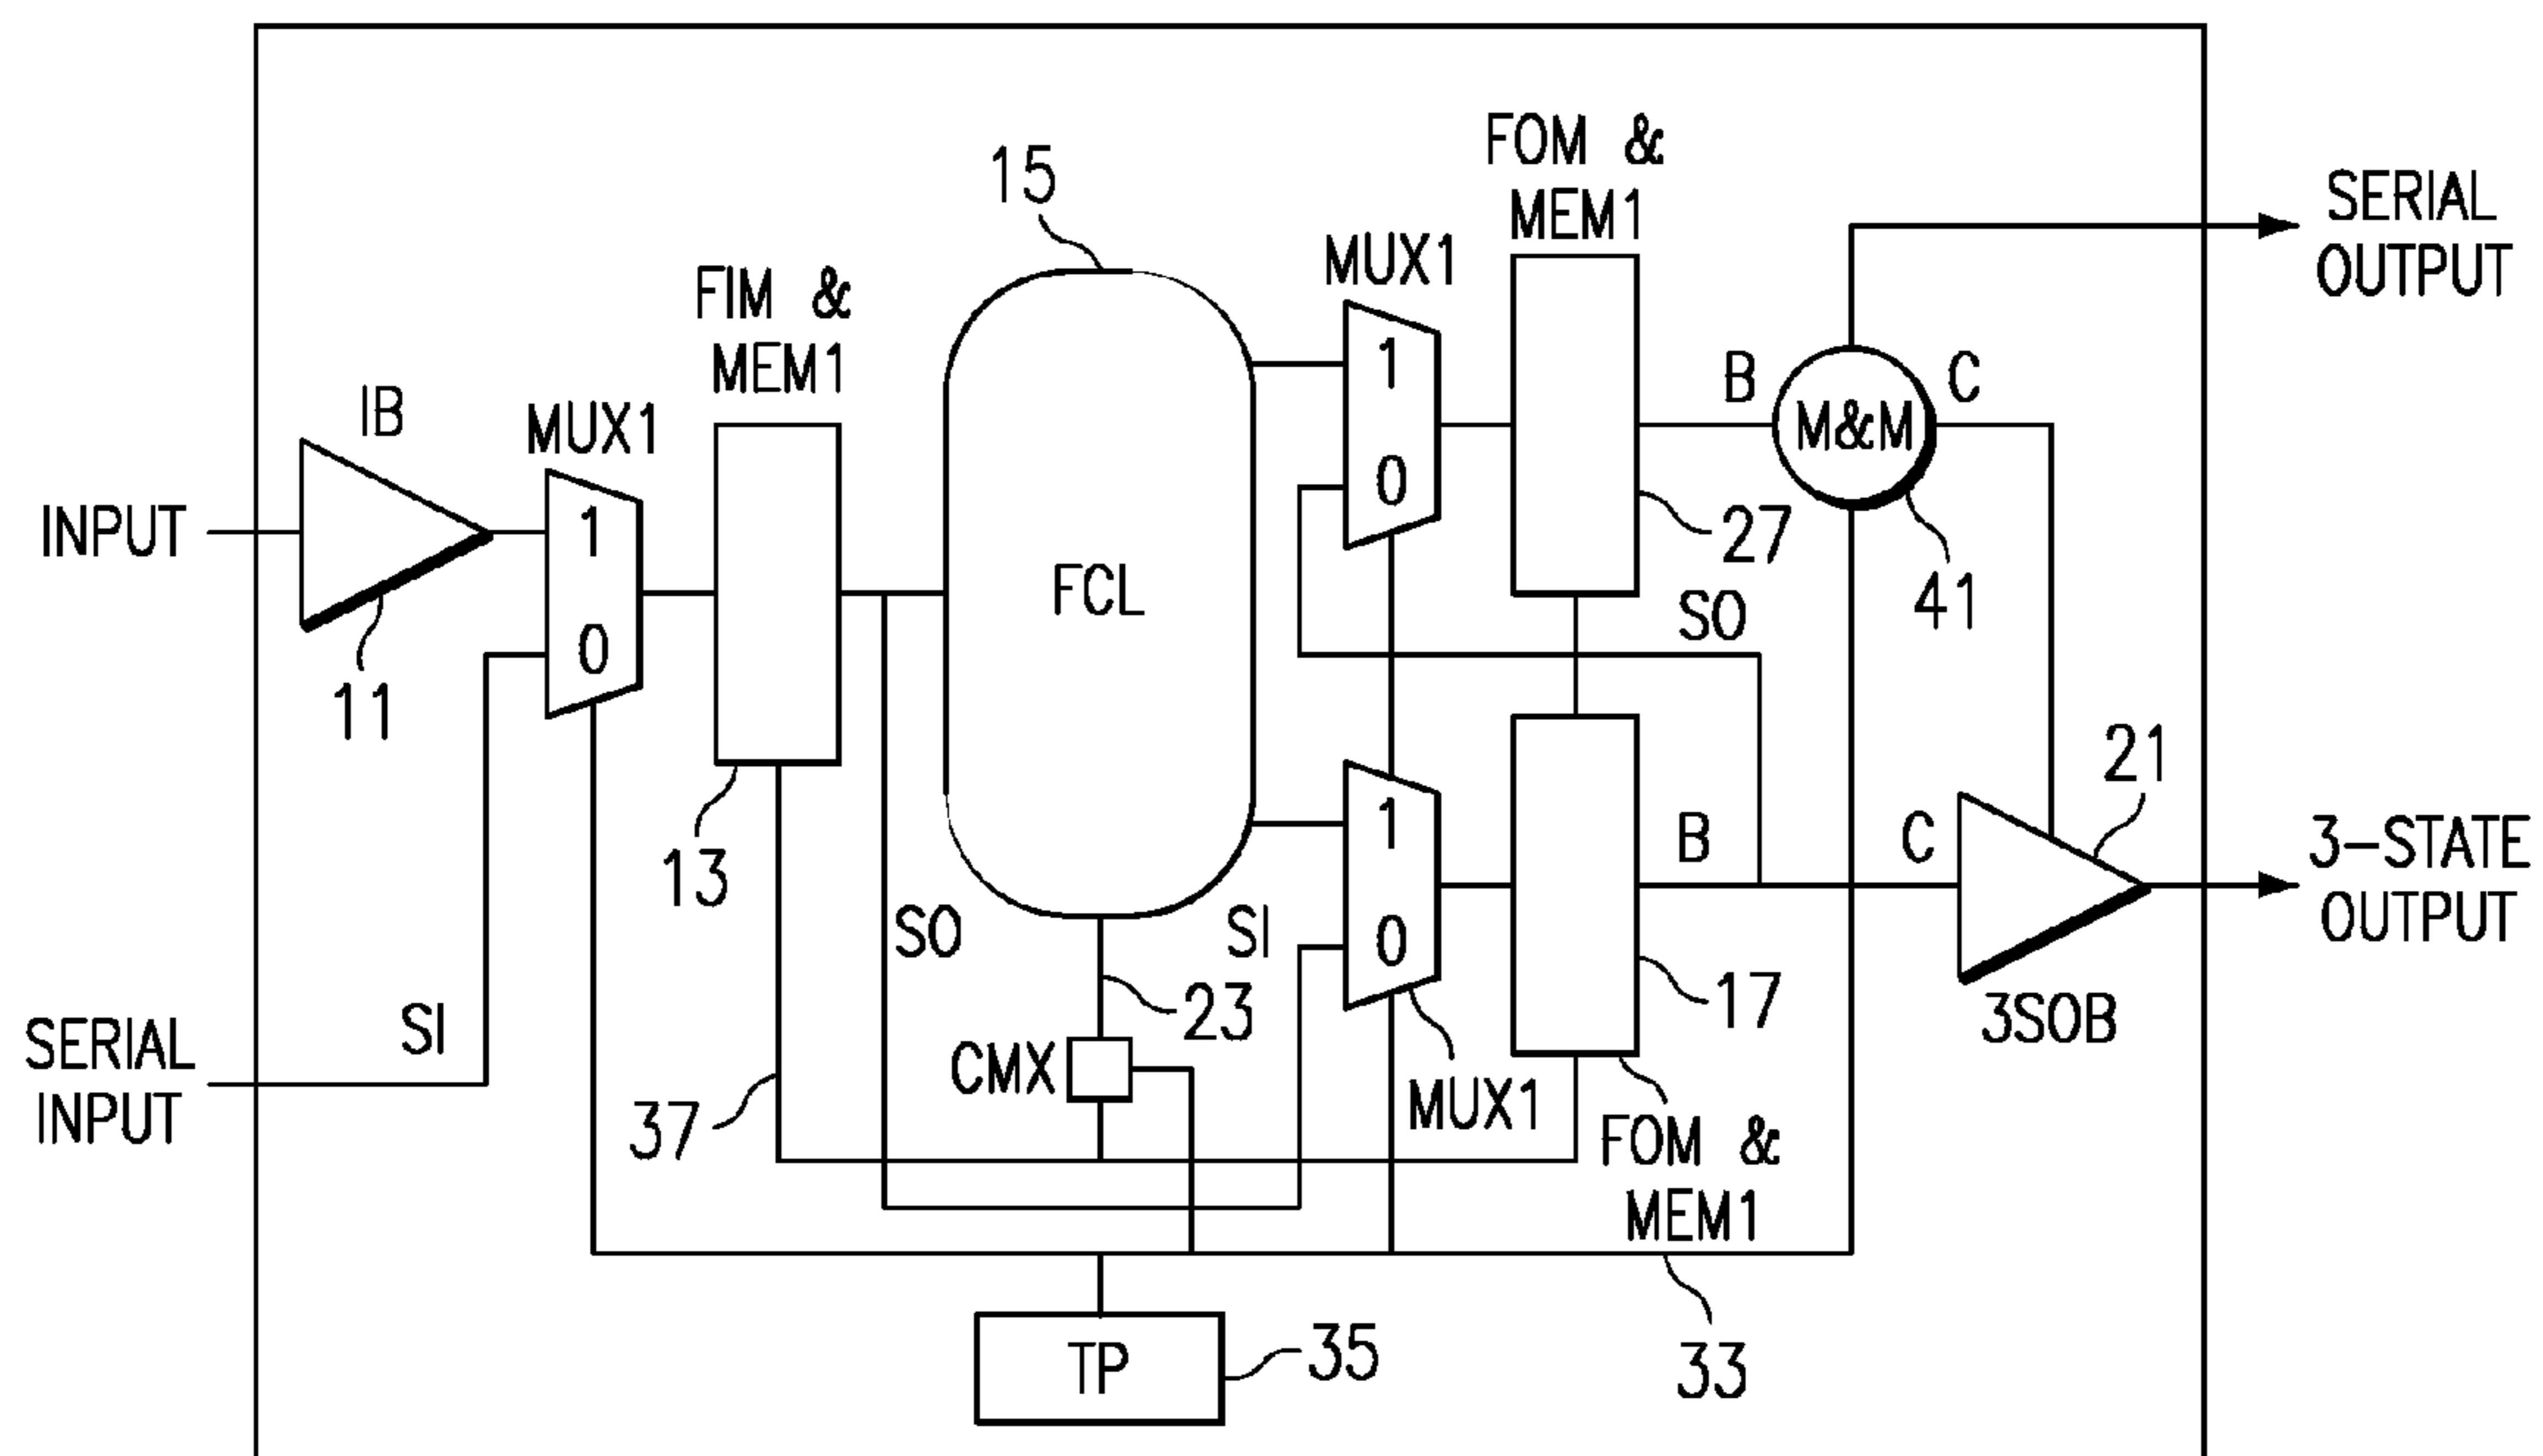 15
FOM &
MEM1
SERIAL
OUTPUT
MUX1
FIM &
MEM1
IB
MUX1
1
0
B
M&M
C
INPUT
1
0
27
41
FCL
SO
11
13
21
1
0
B
C
3-STATE
OUTPUT
SO
SI
23
17
3SOB
SERIAL
INPUT
SI
CMX
37
MUX1
FOM &
MEM1
TP
35
33